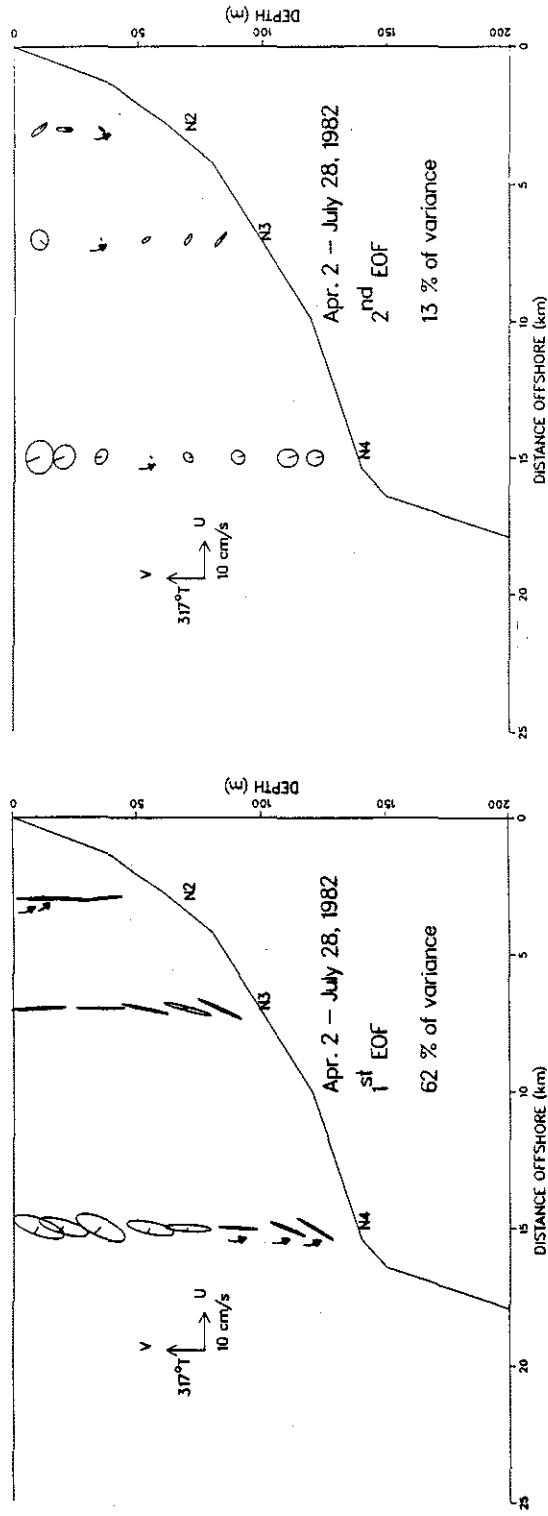 0
50
100
150
200
DEPTH (m)
25
20
15
10
5
0
DISTANCE OFFSHORE (km)
V
317°T
U
10 cm/s
N4
N3
N2
Apr. 2 – July 28, 1982
1st EOF
62 % of variance
0
50
100
150
200
DEPTH (m)
25
20
15
10
5
0
DISTANCE OFFSHORE (km)
V
317°T
U
10 cm/s
N4
N3
N2
Apr. 2 – July 28, 1982
2nd EOF
13 % of variance